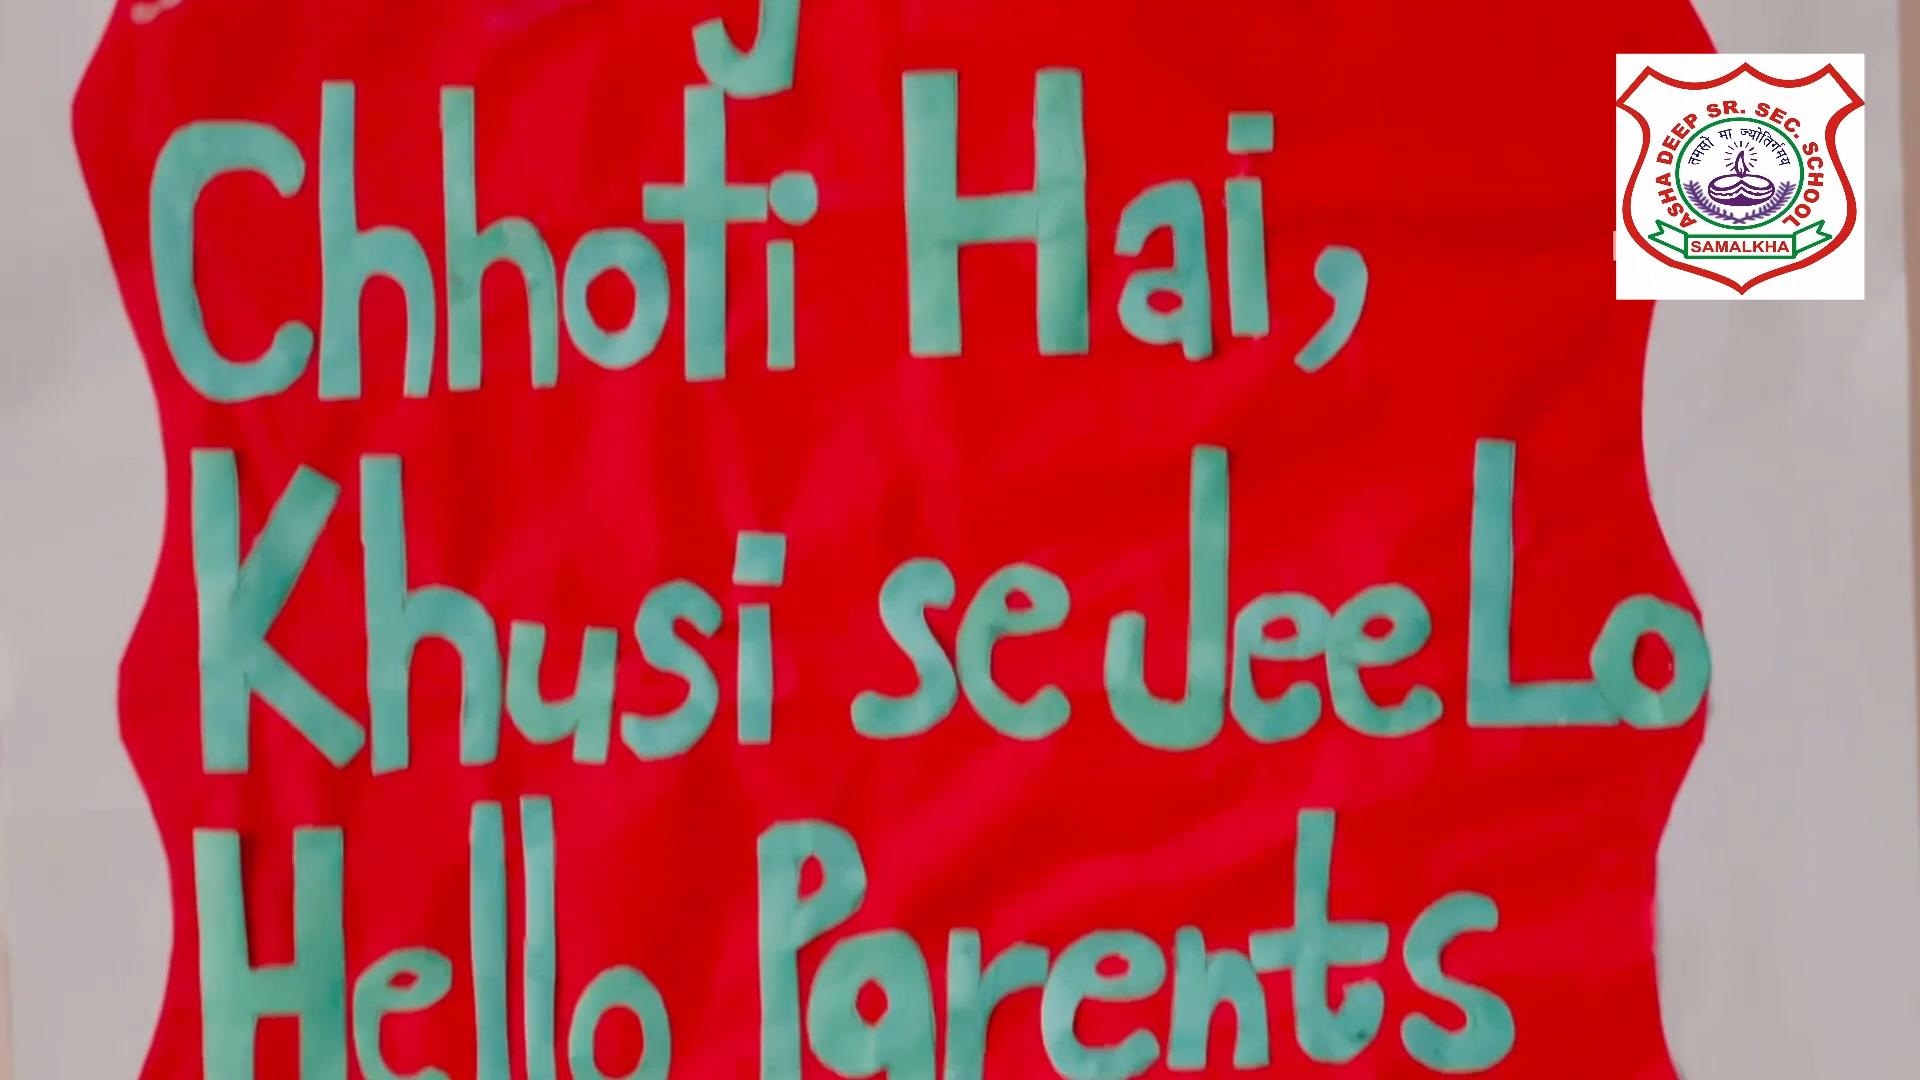 Chhoti Hai,
Khusi se Jee Lo
Hello Parents
ASHA DEEP SR. SEC. SCHOOL
तमसो मा ज्योतिर्गमय
SAMALKHA